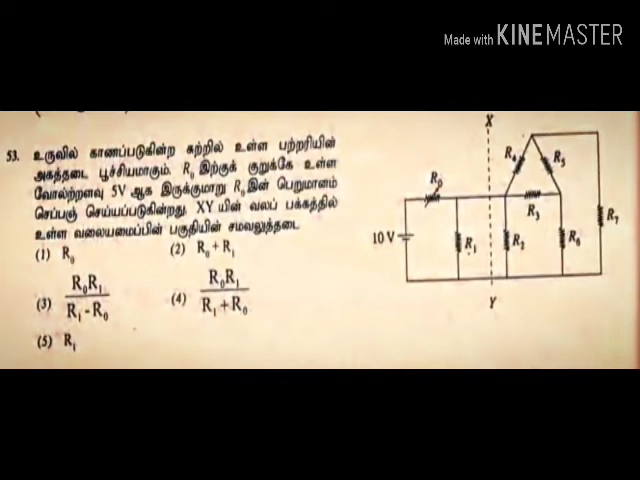 Made with KINEMASTER
53. உருவில் காணப்படுகின்ற சுற்றில் உள்ள பற்றரியின்
அகத்தடை பூச்சியமாகும். R₀ இற்குக் குறுக்கே உள்ள
வோல்ற்றளவு 5V ஆக இருக்குமாறு R₀ இன் பெறுமானம்
செப்பஞ் செய்யப்படுகின்றது. XY யின் வலப் பக்கத்தில்
உள்ள வலையமைப்பின் பகுதியின் சமவலுத்தடை
(1) R₀ (2) R₀ + R₁
(3) R₀R₁ / R₁ - R₀ (4) R₀R₁ / R₁ + R₀
(5) R₁
X
R₄ R₅
R₀
R₃
10 V R₁ R₂ R₆ R₇
Y